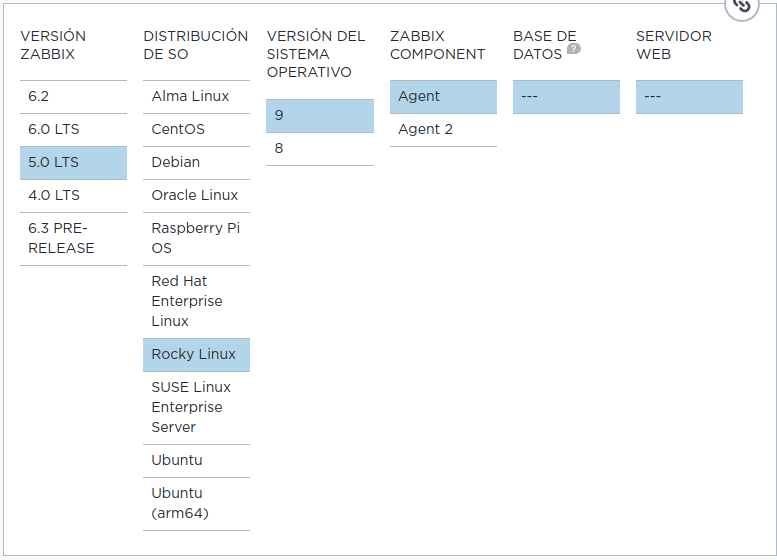 VERSIÓN
ZABBIX
6.2
6.0 LTS
5.0 LTS
4.0 LTS
6.3 PRE-
RELEASE
DISTRIBUCIÓN
DE SO
Alma Linux
CentOS
Debian
Oracle Linux
Raspberry Pi
OS
Red Hat
Enterprise
Linux
Rocky Linux
SUSE Linux
Enterprise
Server
Ubuntu
Ubuntu
(arm64)
VERSIÓN DEL
SISTEMA
OPERATIVO
9
8
ZABBIX
COMPONENT
Agent
Agent 2
BASE DE
DATOS ?
---
SERVIDOR
WEB
---